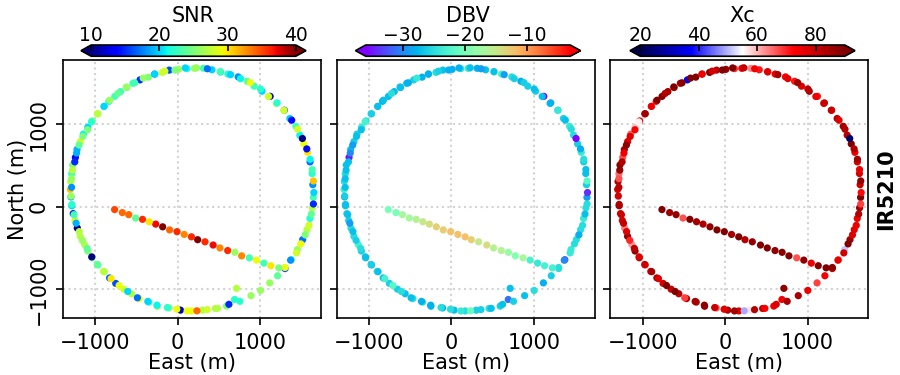 SNR DBV Xc
10 20 30 40 −30 −20 −10 20 40 60 80
North (m)
1000
0
−1000
IR5210
−1000 0 1000 −1000 0 1000 −1000 0 1000
East (m) East (m) East (m)